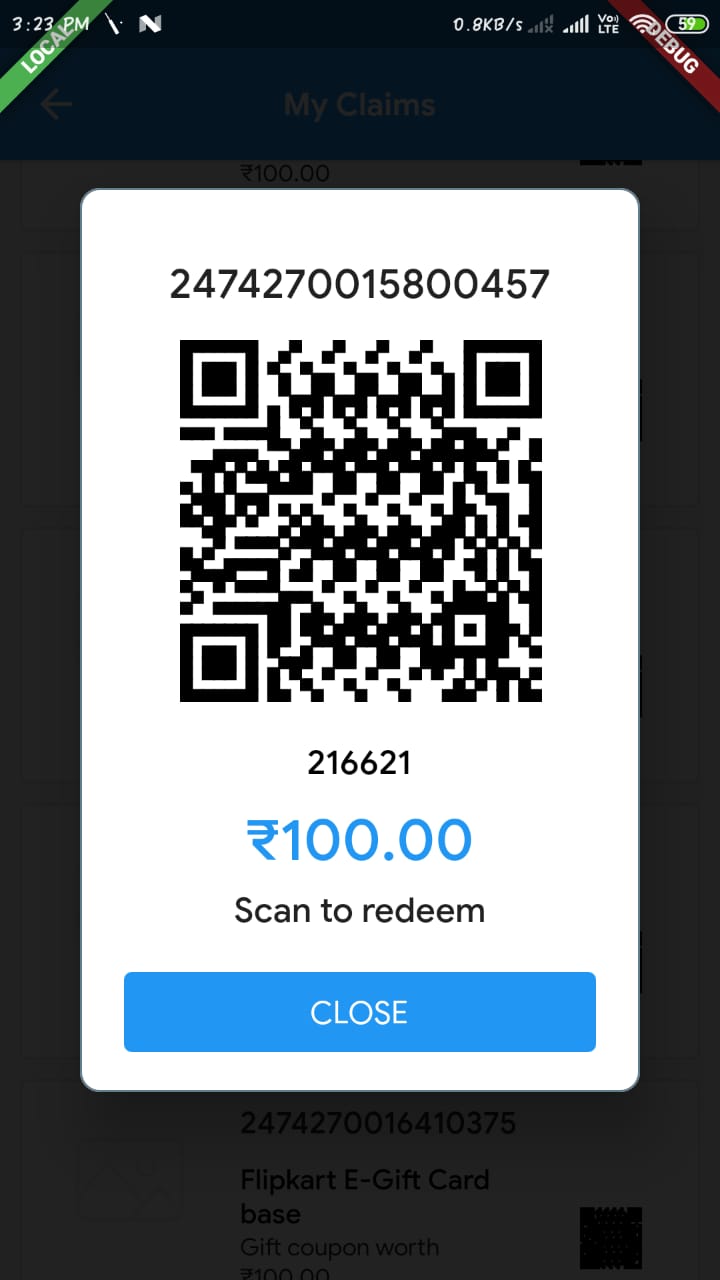 3:23 PM
0.8KB/s
Vo)
LTE
59
LOCAL
DEBUG
My Claims
₹100.00
2474270015800457
216621
₹100.00
Scan to redeem
CLOSE
2474270016410375
Flipkart E-Gift Card
base
Gift coupon worth
₹100.00